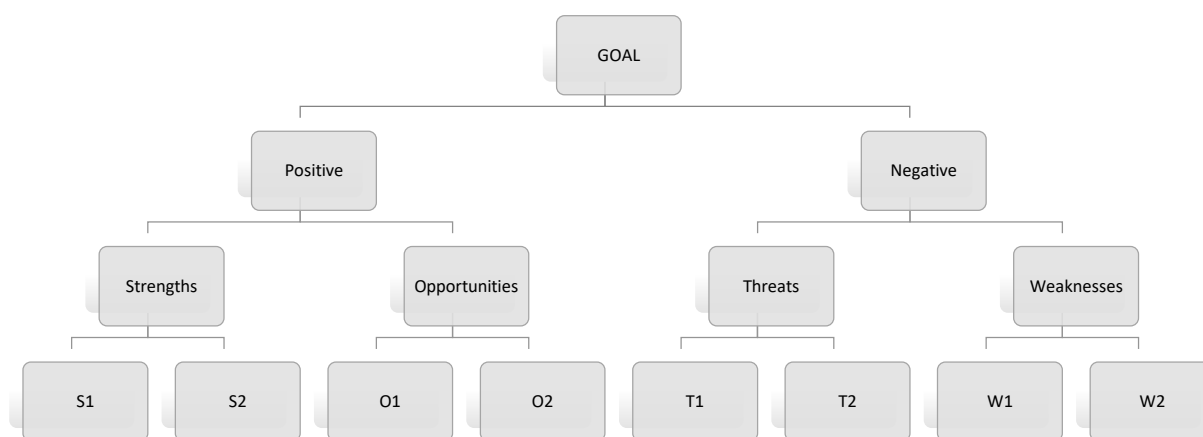 GOAL
Positive
Negative
Strengths
Opportunities
Threats
Weaknesses
S1
S2
O1
O2
T1
T2
W1
W2